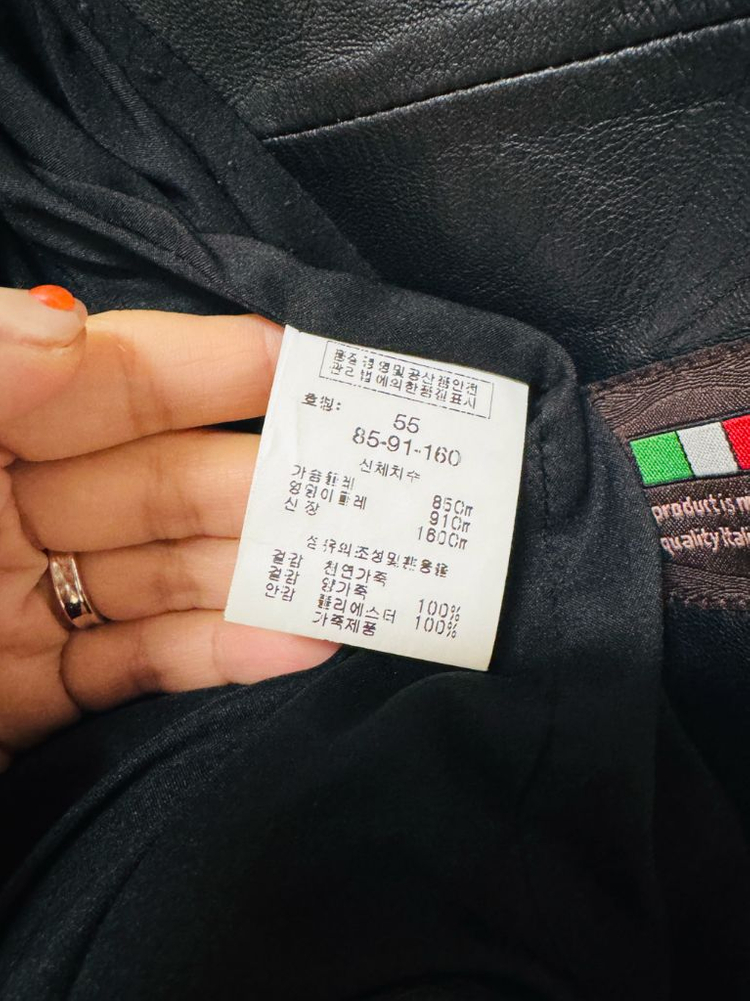 품질경영및공산품안전
관리법에의한품질표시
호칭:
55
85-91-160
신체치수
가슴둘레 85Cm
엉덩이둘레 91Cm
신장 160Cm
섬유의조성및혼용율
겉감 천연가죽
겉감 양가죽 100%
안감 폴리에스터 100%
가죽제품
product is
quality